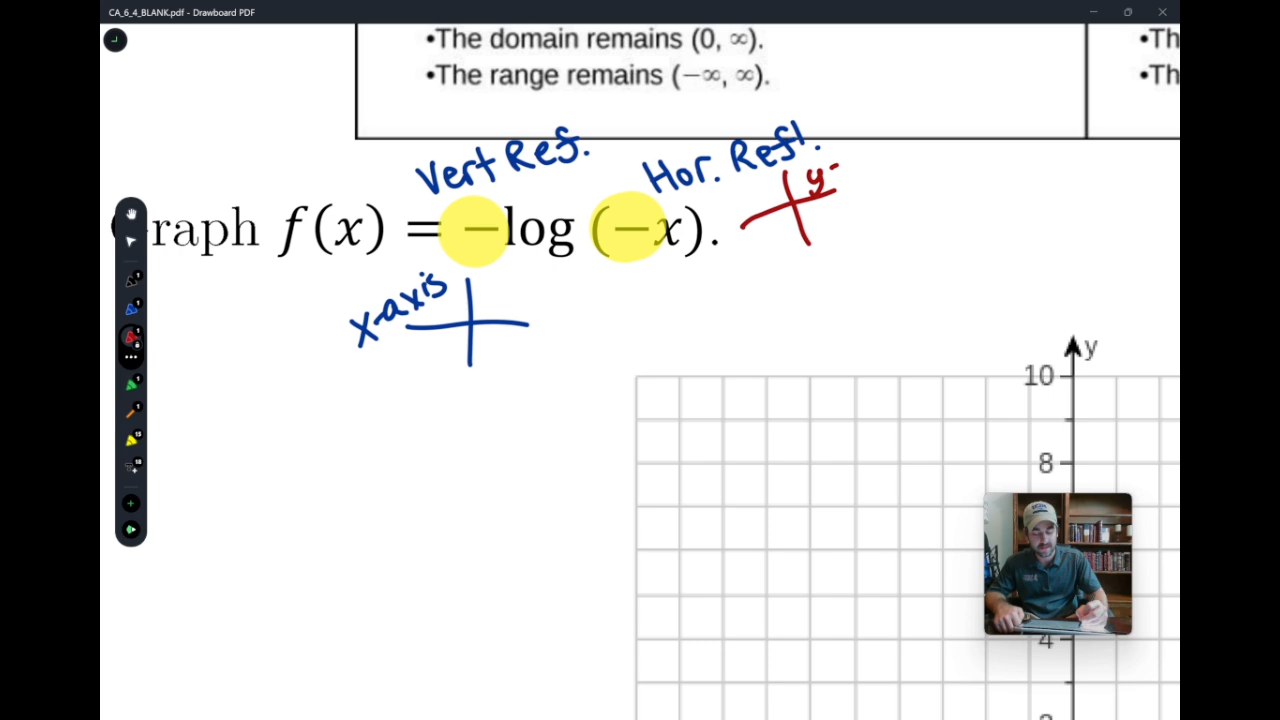 CA_6_4_BLANK.pdf - Drawboard PDF
•The domain remains (0, ∞).
•The range remains (−∞, ∞).
•Th
•Th
Vert Ref.
Hor. Refl.
y-
raph f(x) = −log (−x).
x-axis
y
10
8
4